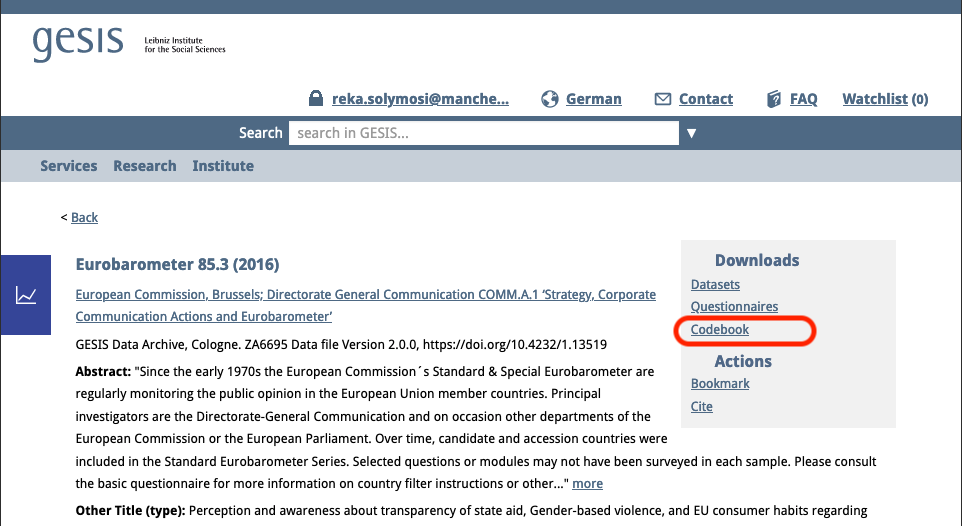 gesis
Leibniz Institute
for the Social Sciences
reka.solymosi@manche...
German
Contact
FAQ
Watchlist (0)
Search
search in GESIS...
▼
Services
Research
Institute
< Back
Eurobarometer 85.3 (2016)
European Commission, Brussels; Directorate General Communication COMM.A.1 ‘Strategy, Corporate
Communication Actions and Eurobarometer’
GESIS Data Archive, Cologne. ZA6695 Data file Version 2.0.0, https://doi.org/10.4232/1.13519
Abstract: "Since the early 1970s the European Commission´s Standard & Special Eurobarometer are
regularly monitoring the public opinion in the European Union member countries. Principal
investigators are the Directorate-General Communication and on occasion other departments of the
European Commission or the European Parliament. Over time, candidate and accession countries were
included in the Standard Eurobarometer Series. Selected questions or modules may not have been surveyed in each sample. Please consult
the basic questionnaire for more information on country filter instructions or other..." more
Other Title (type): Perception and awareness about transparency of state aid, Gender-based violence, and EU consumer habits regarding
Downloads
Datasets
Questionnaires
Codebook
Actions
Bookmark
Cite